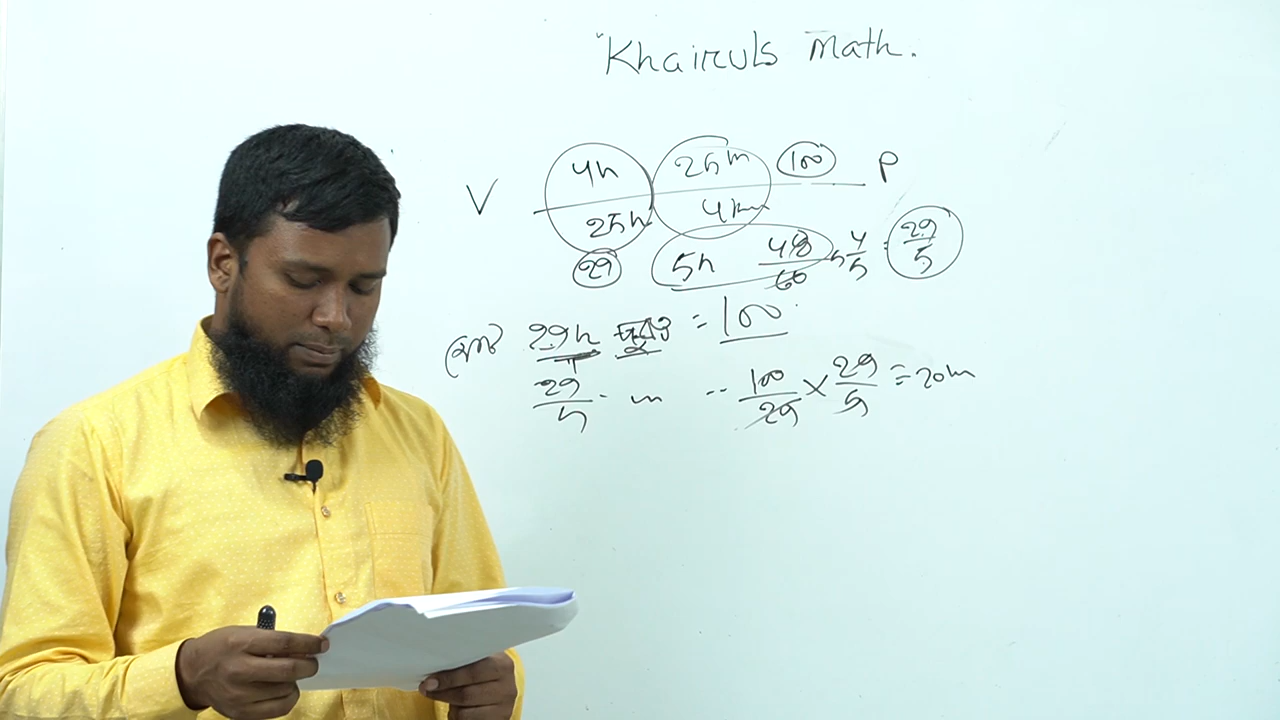 Khairuls Math.
V 4h 25m 100 P
25h 4km
29 5h 48/60 5 4/5 = 29/5
29h = 100
29/5 " " -- 100/29 × 29/5 = 20m